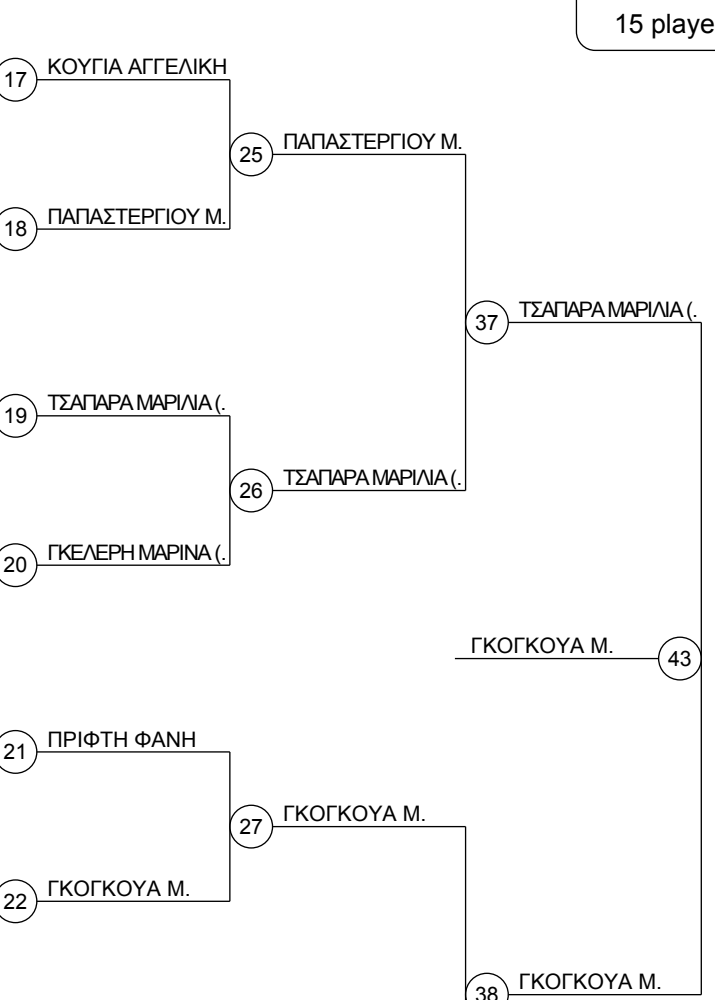 15 playe
17 ΚΟΥΓΙΑ ΑΓΓΕΛΙΚΗ
25 ΠΑΠΑΣΤΕΡΓΙΟΥ Μ.
18 ΠΑΠΑΣΤΕΡΓΙΟΥ Μ.
37 ΤΣΑΠΑΡΑ ΜΑΡΙΛΙΑ (.
19 ΤΣΑΠΑΡΑ ΜΑΡΙΛΙΑ (.
26 ΤΣΑΠΑΡΑ ΜΑΡΙΛΙΑ (.
20 ΓΚΕΛΕΡΗ ΜΑΡΙΝΑ (.
ΓΚΟΓΚΟΥΑ Μ. 43
21 ΠΡΙΦΤΗ ΦΑΝΗ
27 ΓΚΟΓΚΟΥΑ Μ.
22 ΓΚΟΓΚΟΥΑ Μ.
38 ΓΚΟΓΚΟΥΑ Μ.